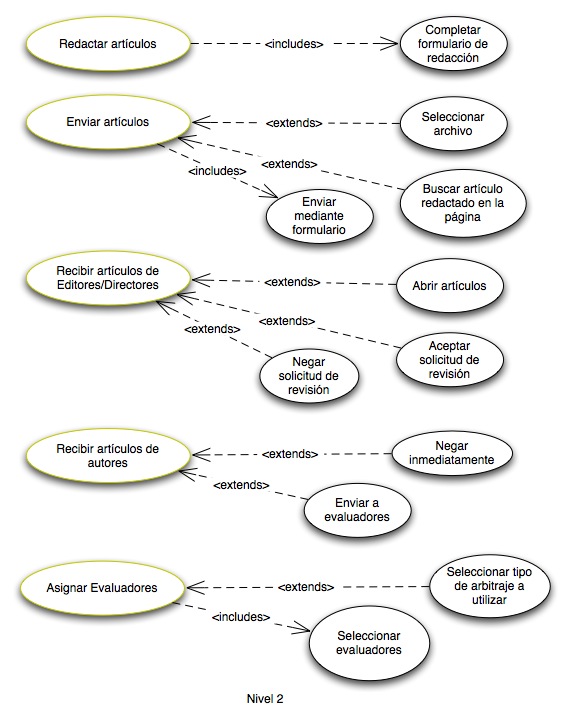 Redactar artículos
<includes>
Completar
formulario de
redacción
Enviar artículos
<extends>
Seleccionar
archivo
<extends>
<includes>
Buscar artículo
redactado en la
página
Enviar
mediante
formulario
Recibir artículos de
Editores/Directores
<extends>
Abrir artículos
<extends>
<extends>
Aceptar
solicitud de
revisión
Negar
solicitud de
revisión
Recibir artículos de
autores
<extends>
Negar
inmediatamente
<extends>
Enviar a
evaluadores
Asignar Evaluadores
<extends>
Seleccionar tipo
de arbitraje a
utilizar
<includes>
Seleccionar
evaluadores
Nivel 2